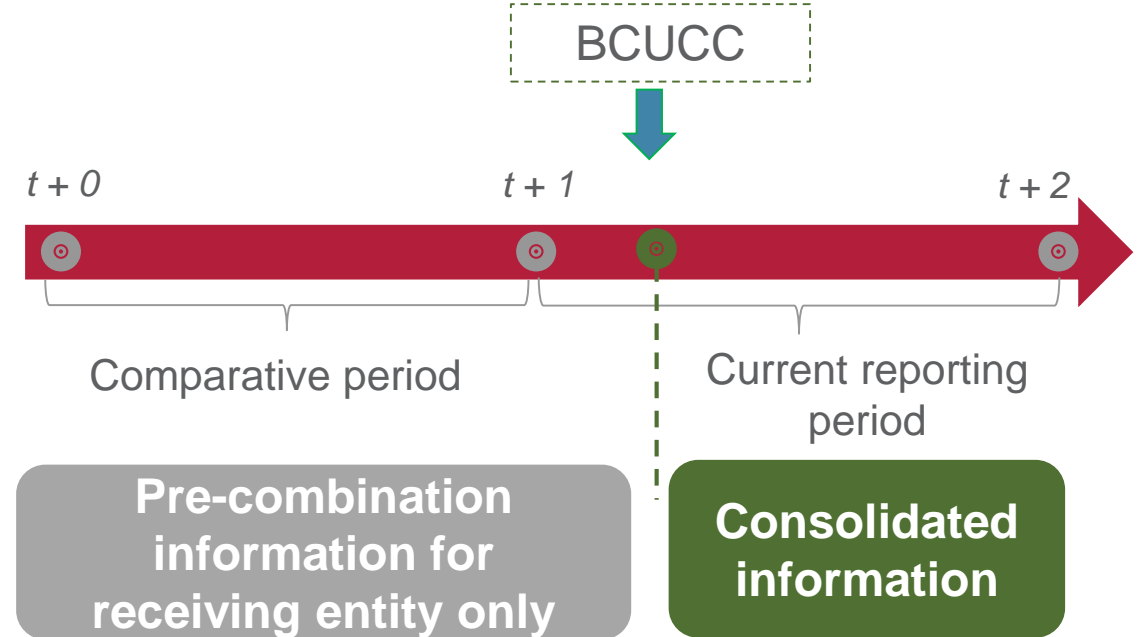 BCUCC
t + 0
t + 1
t + 2
Comparative period
Current reporting
period
Pre-combination
information for
receiving entity only
Consolidated
information